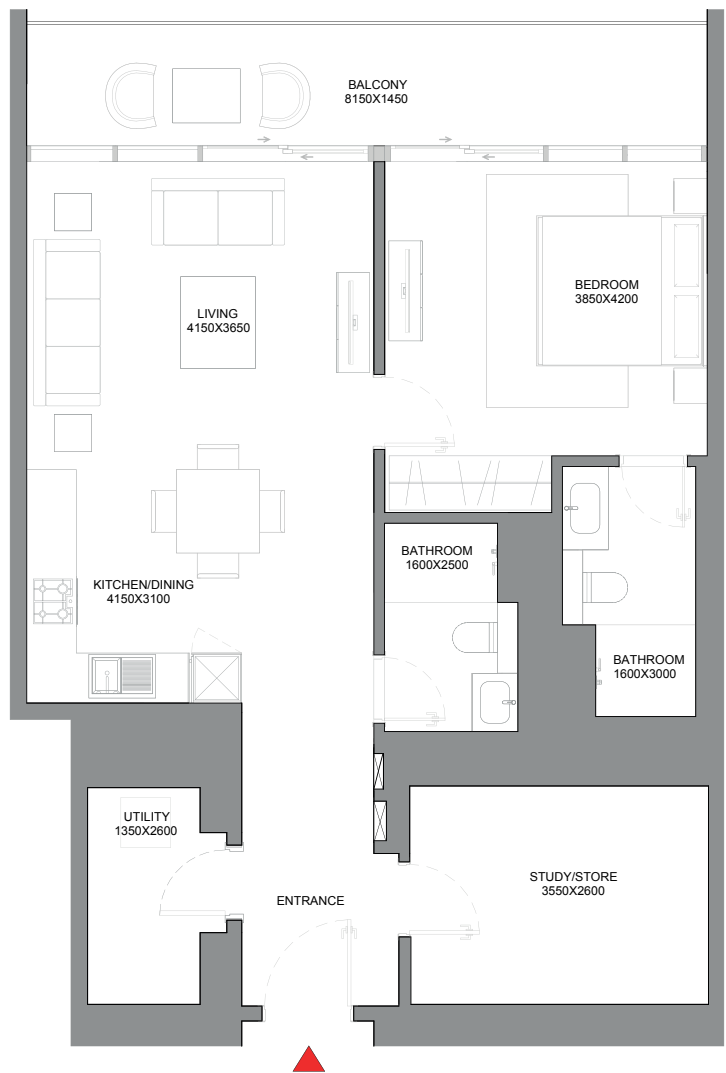 BALCONY
8150X1450
LIVING
4150X3650
BEDROOM
3850X4200
KITCHEN/DINING
4150X3100
BATHROOM
1600X2500
BATHROOM
1600X3000
UTILITY
1350X2600
STUDY/STORE
3550X2600
ENTRANCE